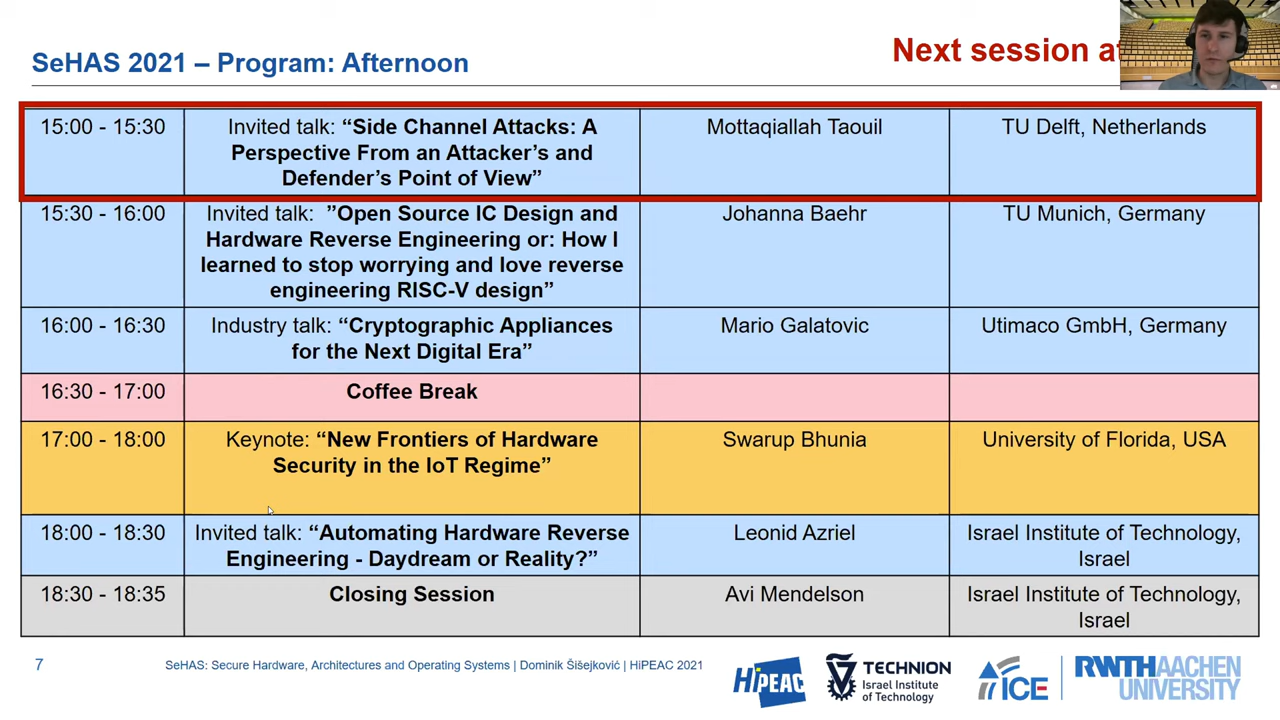 SeHAS 2021 – Program: Afternoon
Next session
15:00 - 15:30
Invited talk: “Side Channel Attacks: A
Perspective From an Attacker’s and
Defender’s Point of View”
Mottaqiallah Taouil
TU Delft, Netherlands
15:30 - 16:00
Invited talk: ”Open Source IC Design and
Hardware Reverse Engineering or: How I
learned to stop worrying and love reverse
engineering RISC-V design”
Johanna Baehr
TU Munich, Germany
16:00 - 16:30
Industry talk: “Cryptographic Appliances
for the Next Digital Era”
Mario Galatovic
Utimaco GmbH, Germany
16:30 - 17:00
Coffee Break
17:00 - 18:00
Keynote: “New Frontiers of Hardware
Security in the IoT Regime”
Swarup Bhunia
University of Florida, USA
18:00 - 18:30
Invited talk: “Automating Hardware Reverse
Engineering - Daydream or Reality?”
Leonid Azriel
Israel Institute of Technology,
Israel
18:30 - 18:35
Closing Session
Avi Mendelson
Israel Institute of Technology,
Israel
7
SeHAS: Secure Hardware, Architectures and Operating Systems | Dominik Šišejković | HiPEAC 2021
HiPEAC
TECHNION
Israel Institute
of Technology
ICE
RWTHAACHEN
UNIVERSITY